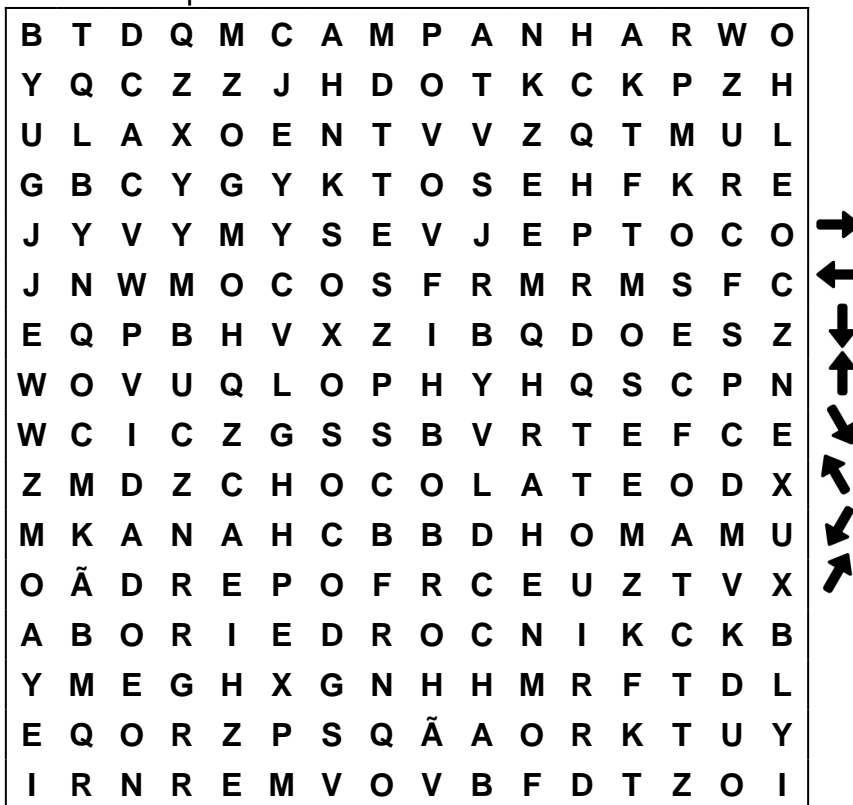 B T D Q M C A M P A N H A R W O
Y Q C Z Z J H D O T K C K P Z H
U L A X O E N T V V Z Q T M U L
G B C Y G Y K T O S E H F K R E
J Y V Y M Y S E V J E P T O C O
J N W M O C O S F R M R M S F C
E Q P B H V X Z I B Q D O E S Z
W O V U Q L O P H Y H Q S C P N
W C I C Z G S S B V R T E F C E
Z M D Z C H O C O L A T E O D X
M K A N A H C B B D H O M A M U
O Ã D R E P O F R C E U Z T V X
A B O R I E D R O C N I K C K B
Y M E G H X G N H H M R F T D L
E Q O R Z P S Q Ã A O R K T U Y
I R N R E M V O V B F D T Z O I